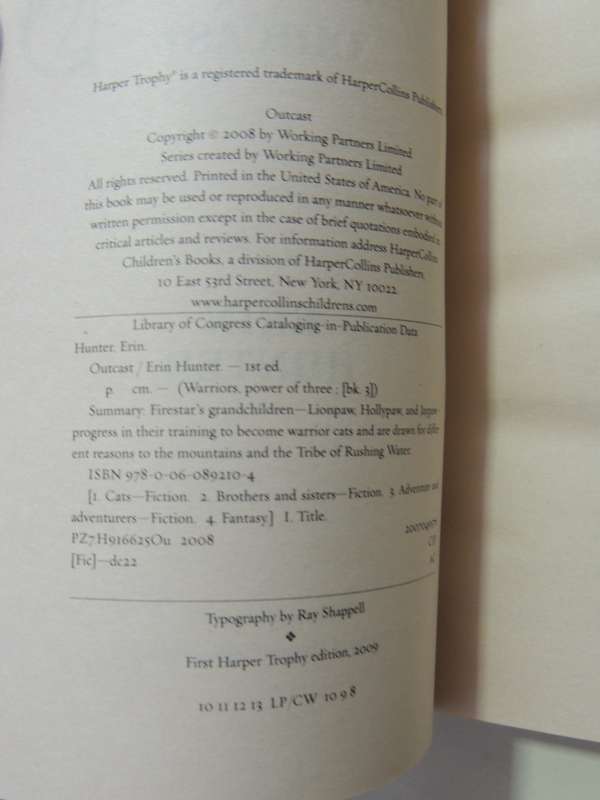 Harper Trophy® is a registered trademark of HarperCollins Publishers.
Outcast
Copyright © 2008 by Working Partners Limited
Series created by Working Partners Limited
All rights reserved. Printed in the United States of America. No part of
this book may be used or reproduced in any manner whatsoever without
written permission except in the case of brief quotations embodied in
critical articles and reviews. For information address HarperCollins
Children's Books, a division of HarperCollins Publishers,
10 East 53rd Street, New York, NY 10022
www.harpercollinschildrens.com
Library of Congress Cataloging-in-Publication Data
Hunter, Erin.
Outcast / Erin Hunter. — 1st ed.
p. cm. — (Warriors, power of three ; [bk. 3])
Summary: Firestar's grandchildren—Lionpaw, Hollypaw, and Jaypaw—
progress in their training to become warrior cats and are drawn for differ
ent reasons to the mountains and the Tribe of Rushing Water.
ISBN 978-0-06-089210-4
[1. Cats—Fiction. 2. Brothers and sisters—Fiction. 3. Adventure and
adventurers—Fiction. 4. Fantasy.] I. Title.
PZ7.H916625Ou 2008
[Fic]—dc22
AC
Typography by Ray Shappell
First Harper Trophy edition, 2009
10 11 12 13 LP/CW 10 9 8